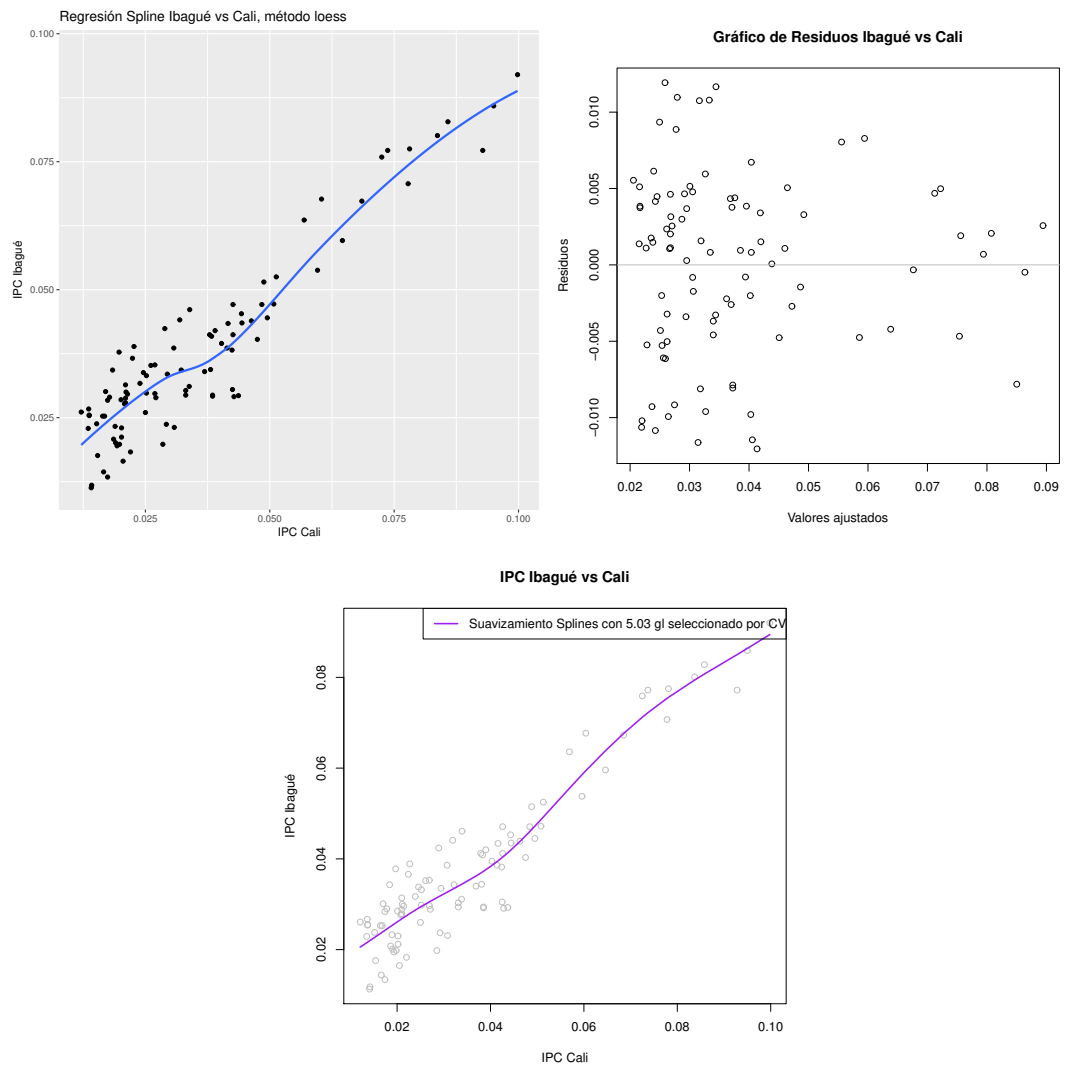 Regresión Spline Ibagué vs Cali, método loess
0.100
0.075
0.050
0.025
IPC Ibagué
0.025 0.050 0.075 0.100
IPC Cali
Gráfico de Residuos Ibagué vs Cali
0.010
0.005
0.000
−0.005
−0.010
Residuos
0.02 0.03 0.04 0.05 0.06 0.07 0.08 0.09
Valores ajustados
IPC Ibagué vs Cali
Suavizamiento Splines con 5.03 gl seleccionado por CV
0.08
0.06
0.04
0.02
IPC Ibagué
0.02 0.04 0.06 0.08 0.10
IPC Cali